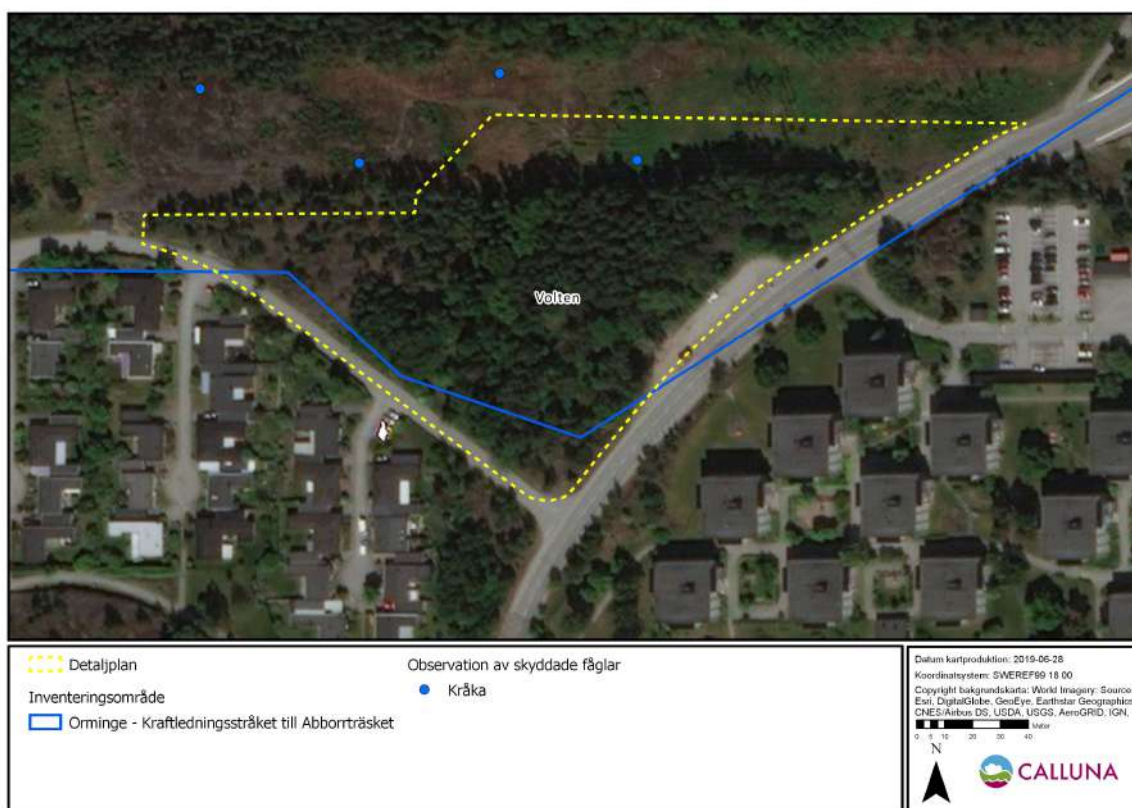 Volten
Detaljplan
Inventeringsområde
Orminge - Kraftledningsstråket till Abborrträsket
Observation av skyddade fåglar
Kråka
Datum kartproduktion: 2019-06-28
Koordinatsystem: SWEREF99 18 00
Copyright bakgrundskarta: World Imagery: Source:
Esri, DigitalGlobe, GeoEye, Earthstar Geographics,
CNES/Airbus DS, USDA, USGS, AeroGRID, IGN,
0 5 10 20 30 40 Meter
N
CALLUNA